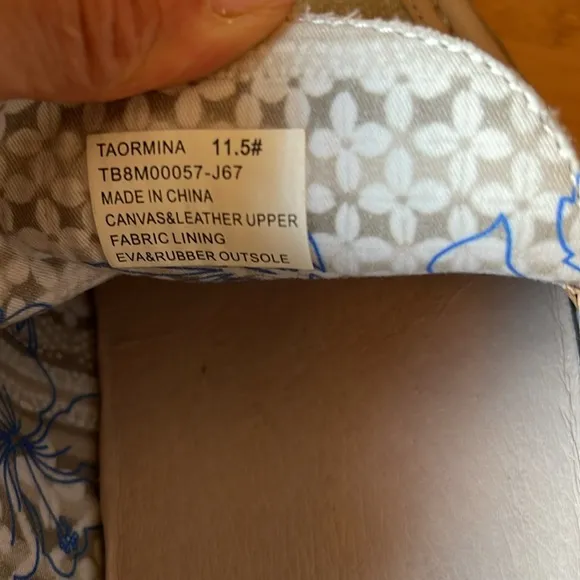 TAORMINA 11.5#
TB8M00057-J67
MADE IN CHINA
CANVAS&LEATHER UPPER
FABRIC LINING
EVA&RUBBER OUTSOLE